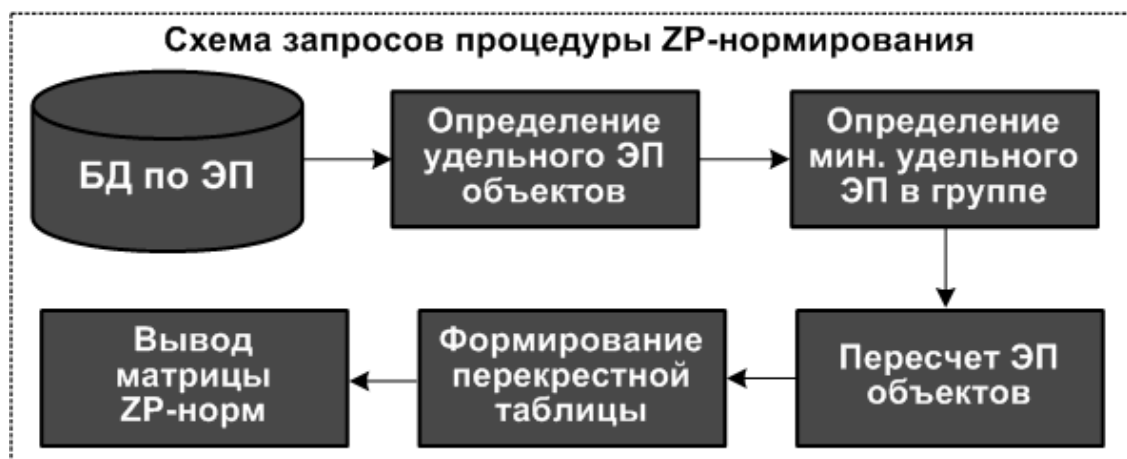 Схема запросов процедуры ZP-нормирования
БД по ЭП
Определение
удельного ЭП
объектов
Определение
мин. удельного
ЭП в группе
Пересчет ЭП
объектов
Формирование
перекрестной
таблицы
Вывод
матрицы
ZP-норм